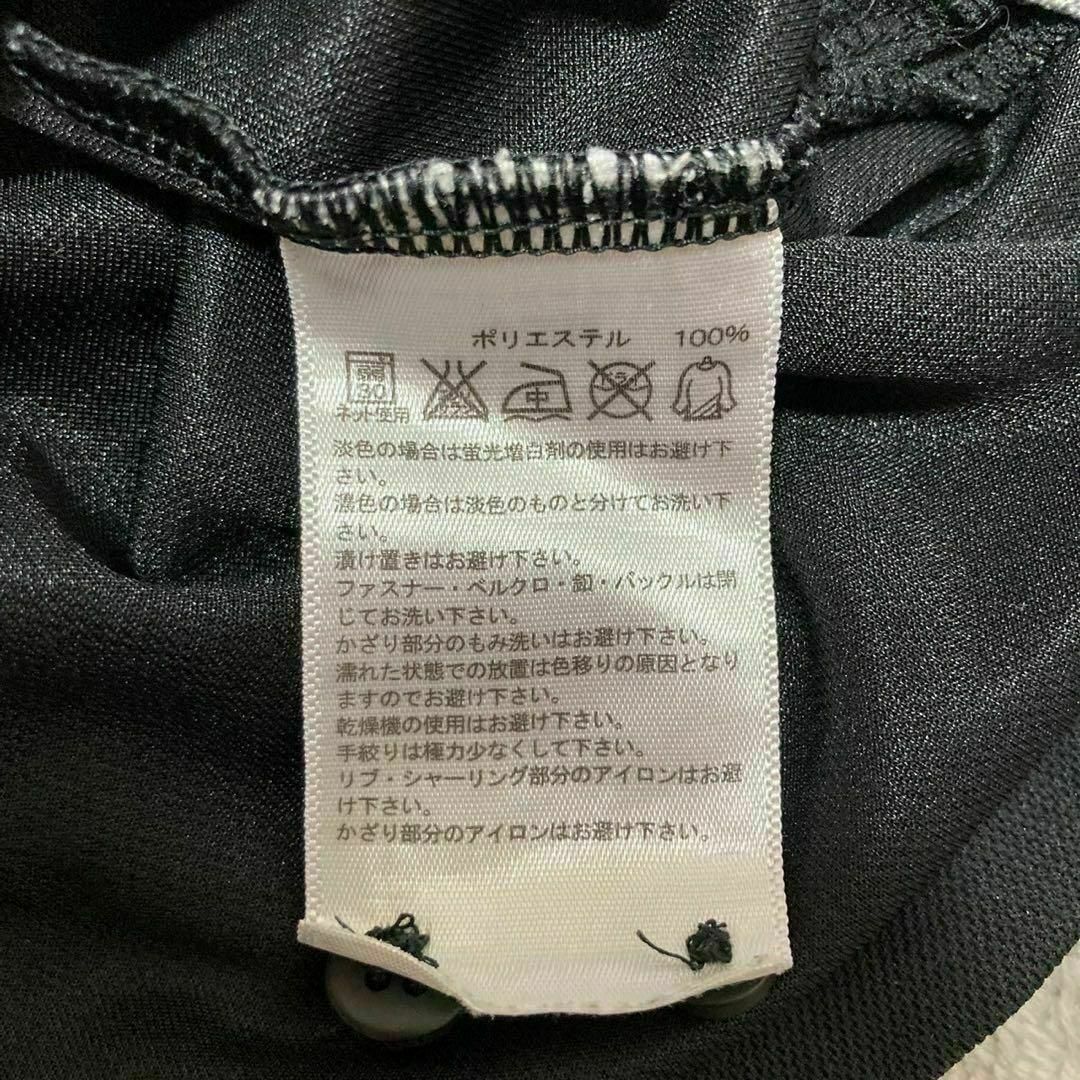 ポリエステル 100%
弱 30 中
ネット使用
淡色の場合は蛍光増白剤の使用はお避け下
さい。
濃色の場合は淡色のものと分けてお洗い下
さい。
漬け置きはお避け下さい。
ファスナー・ベルクロ・釦・バックルは閉
じてお洗い下さい。
かざり部分のもみ洗いはお避け下さい。
濡れた状態での放置は色移りの原因となり
ますのでお避け下さい。
乾燥機の使用はお避け下さい。
手絞りは極力少なくして下さい。
リブ・シャーリング部分のアイロンはお避
け下さい。
かざり部分のアイロンはお避け下さい。